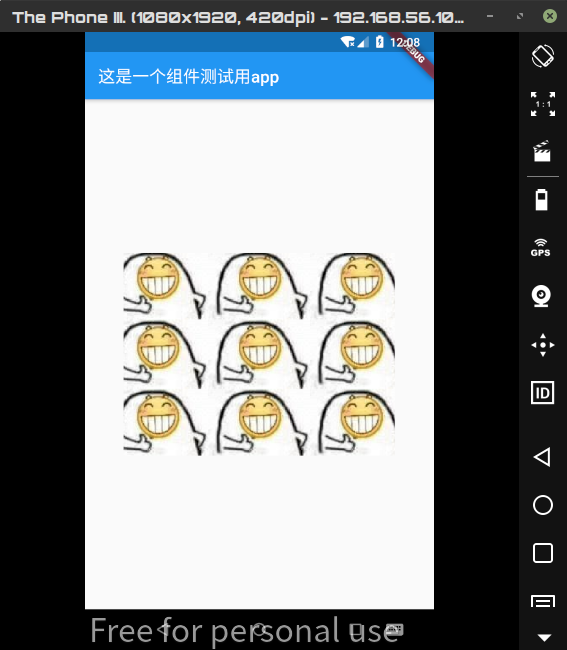 The Phone III. (1080x1920, 420dpi) - 192.168.56.10...
12:08
DEBUG
这是一个组件测试用app
1:1
GPS
ID
Free for personal use